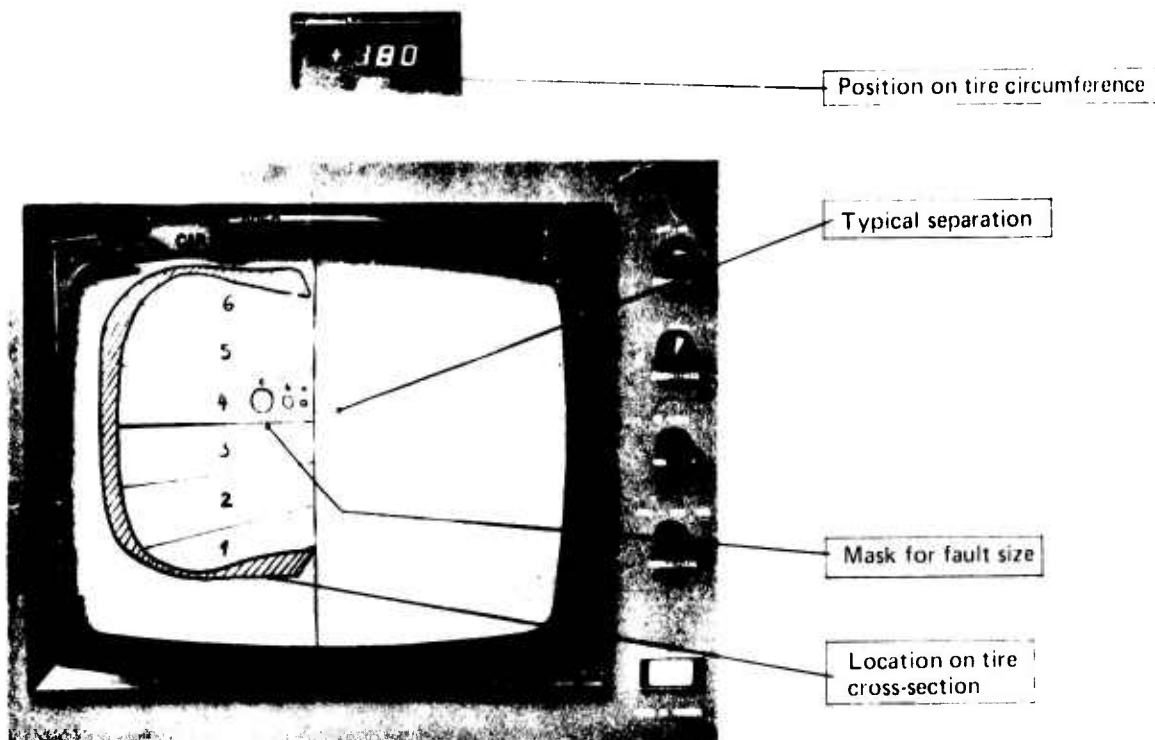 + 180
Position on tire circumference
Typical separation
6
5
4
3
2
1
Mask for fault size
Location on tire
cross-section